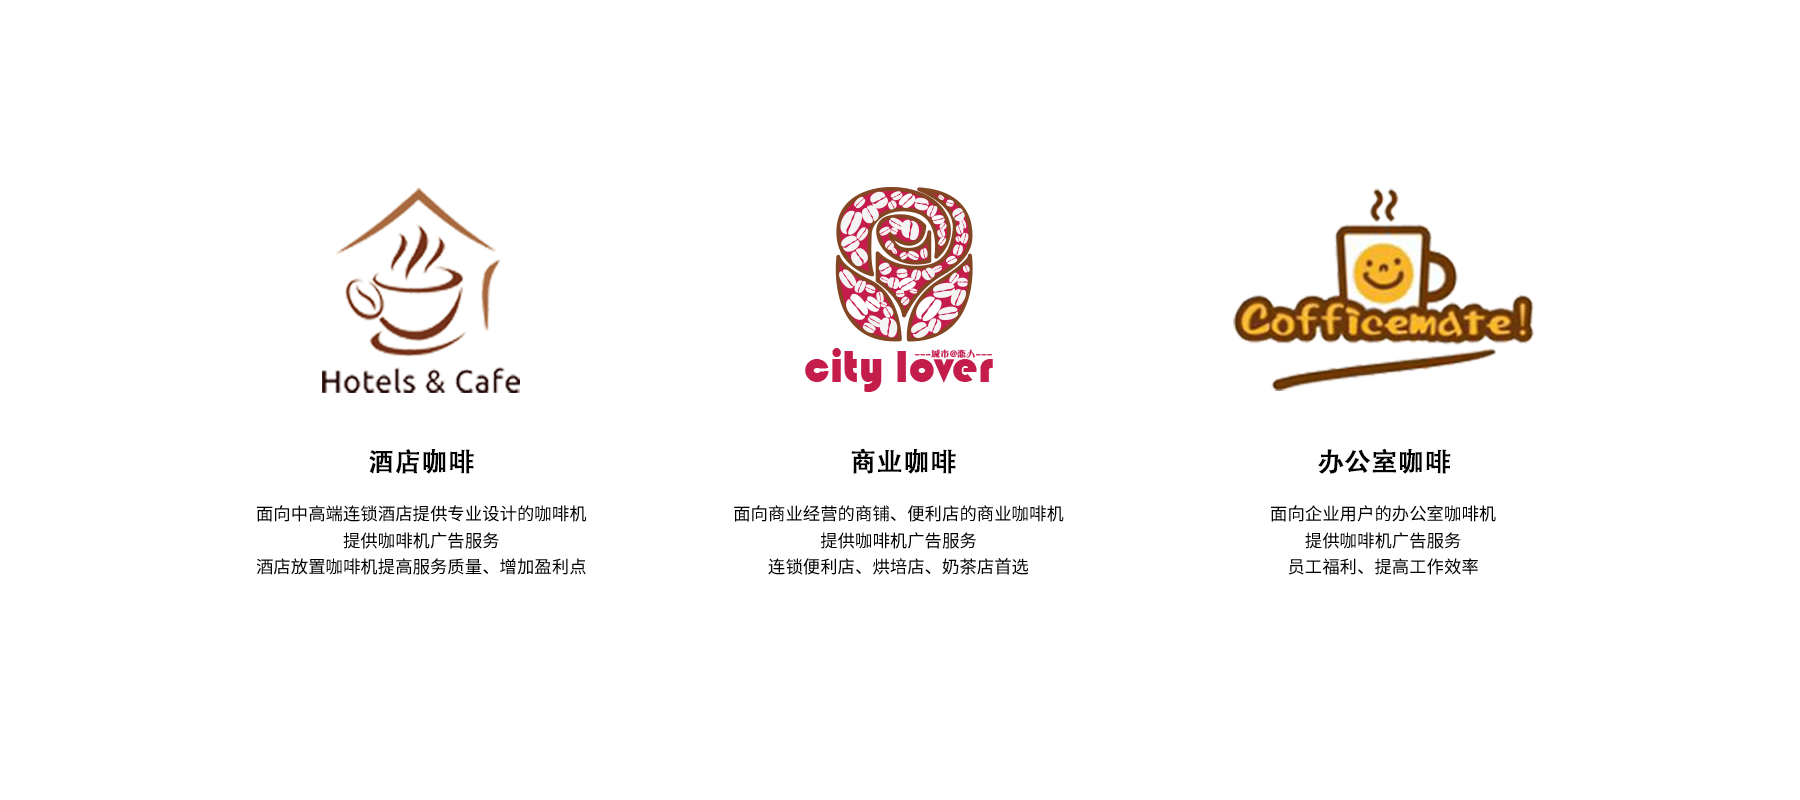 Hotels & Cafe
酒店咖啡
面向中高端连锁酒店提供专业设计的咖啡机
提供咖啡机广告服务
酒店放置咖啡机提高服务质量、增加盈利点
---城市@恋人---
city lover
商业咖啡
面向商业经营的商铺、便利店的商业咖啡机
提供咖啡机广告服务
连锁便利店、烘培店、奶茶店首选
Cofficemate!
办公室咖啡
面向企业用户的办公室咖啡机
提供咖啡机广告服务
员工福利、提高工作效率